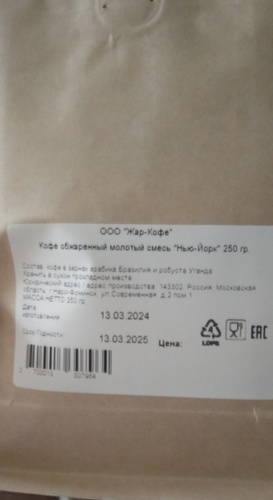 ООО "Жар-Кофе"
Кофе обжаренный молотый смесь "Нью-Йорк" 250 гр.
Состав: кофе в зернах арабика Бразилия и робуста Уганда
Хранить в сухом прохладном месте
Юридический адрес / адрес производства: 143302, Россия, Московская
область, г.Наро-Фоминск, ул.Современная, д.2 пом.1
МАССА НЕТТО 250 гр.
Дата
изготовления 13.03.2024
Срок Годности: 13.03.2025 Цена:
LDPE
EAC